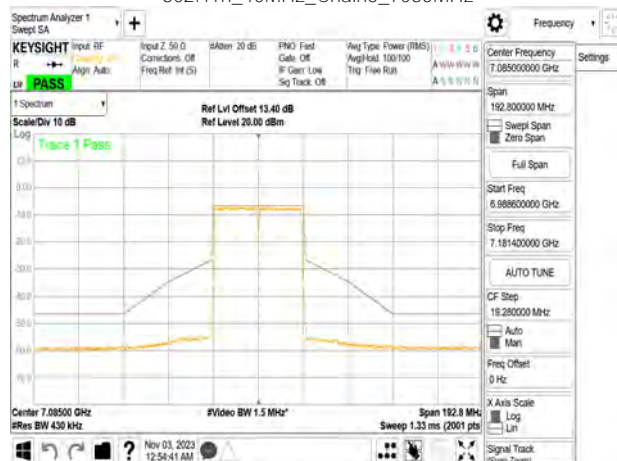 Spectrum Analyzer 1
Swept SA
+
Frequency
KEYSIGHT
Input: RF
Input Z: 50 Ω
#Atten: 20 dB
PNO: Fast
Avg Type: Power (RMS)
Corrections: Off
Gate: Off
Avg|Hold: 100/100
R
Align: Auto
Freq Ref: Int (S)
IF Gain: Low
Trig: Free Run
Sig Track: Off
PASS
Center Frequency
7.085000000 GHz
Settings
Span
192.800000 MHz
Swept Span
Zero Span
Full Span
Start Freq
6.988600000 GHz
Stop Freq
7.181400000 GHz
AUTO TUNE
CF Step
19.280000 MHz
Auto
Man
Freq Offset
0 Hz
X Axis Scale
Log
Lin
Signal Track
1 Spectrum
Scale/Div 10 dB
Ref Lvl Offset 13.40 dB
Ref Level 20.00 dBm
Log
Trace 1 Pass
Center 7.08500 GHz
#Video BW 1.5 MHz*
Span 192.8 MHz
#Res BW 430 kHz
Sweep 1.33 ms (2001 pts
Nov 03, 2023
12:54:41 AM